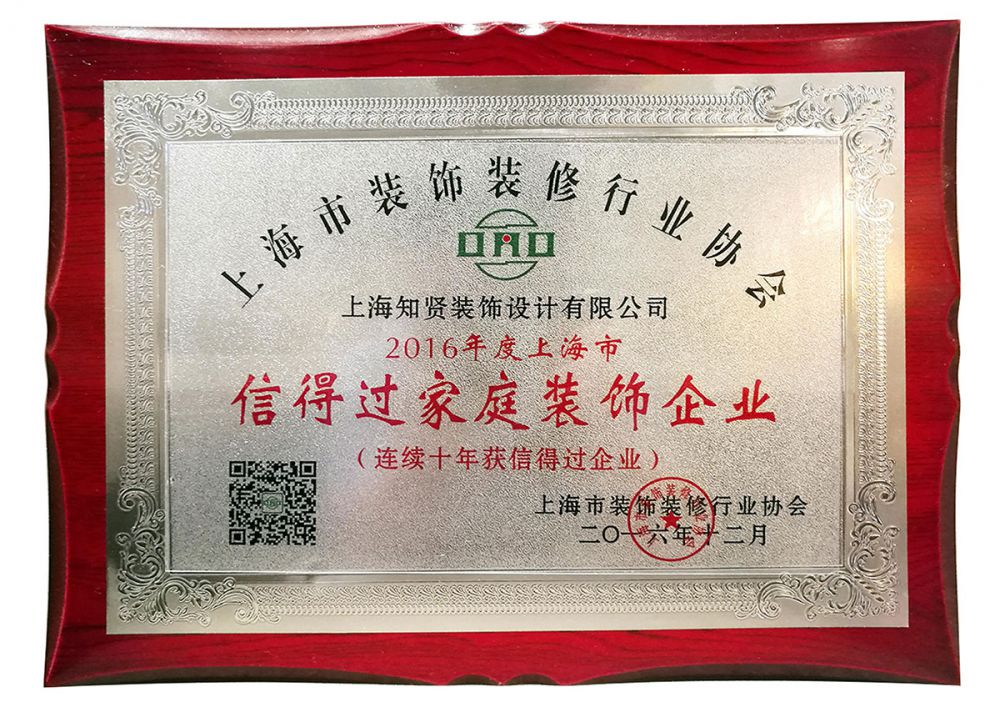 上海市装饰装修行业协会
上海知贤装饰设计有限公司
2016年度上海市
信得过家庭装饰企业
（连续十年获信得过企业）
上海市装饰装修行业协会
二〇一六年十二月